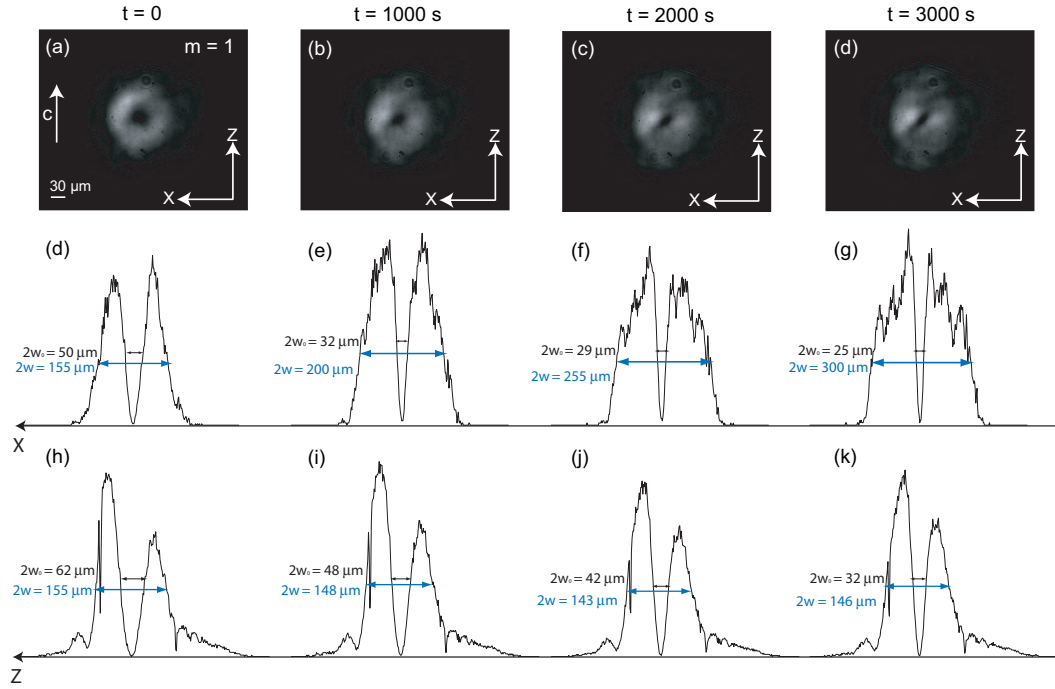 t = 0
t = 1000 s
t = 2000 s
t = 3000 s
(a)
m = 1
(b)
(c)
(d)
c
30 μm
Z
X
Z
X
Z
X
Z
X
(d)
(e)
(f)
(g)
2w₀ = 50 μm
2w = 155 μm
2w₀ = 32 μm
2w = 200 μm
2w₀ = 29 μm
2w = 255 μm
2w₀ = 25 μm
2w = 300 μm
X
(h)
(i)
(j)
(k)
2w₀ = 62 μm
2w = 155 μm
2w₀ = 48 μm
2w = 148 μm
2w₀ = 42 μm
2w = 143 μm
2w₀ = 32 μm
2w = 146 μm
Z